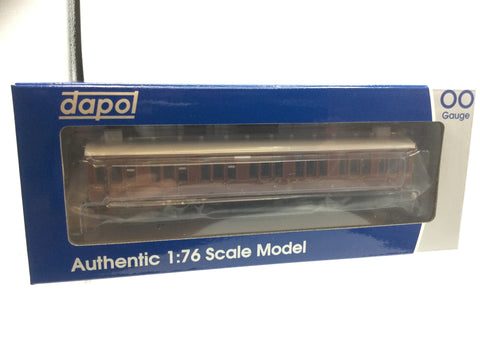 dapol
OO
Gauge
Authentic 1:76 Scale Model